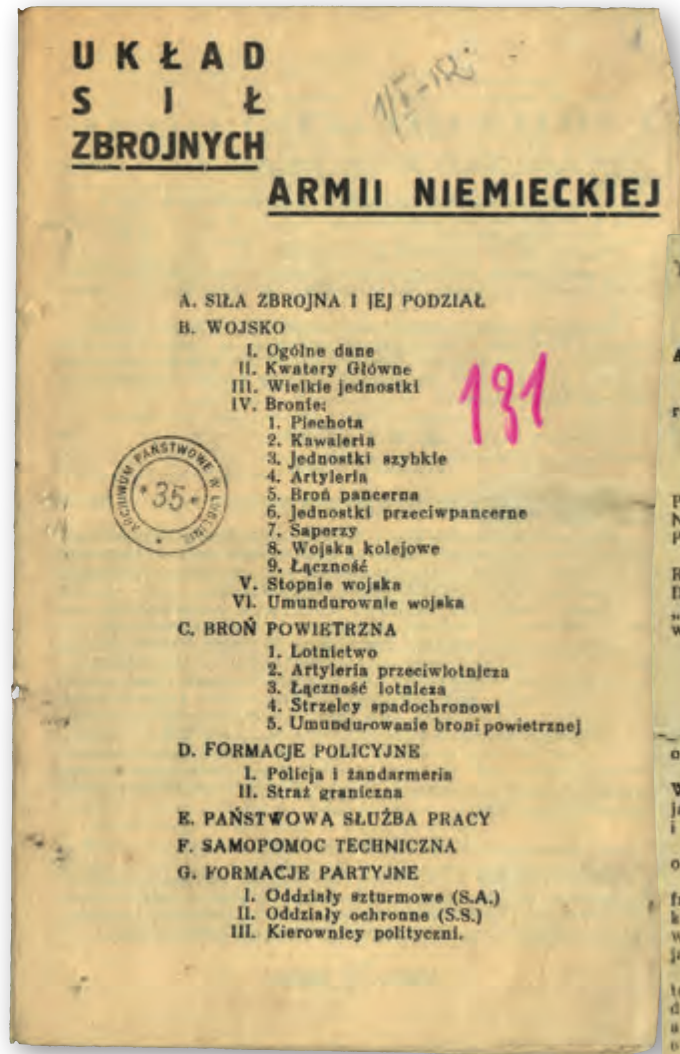 UKŁAD
SIŁ
ZBROJNYCH
ARMII NIEMIECKIEJ
A. SIŁA ZBROJNA I JEJ PODZIAŁ
B. WOJSKO
I. Ogólne dane
II. Kwatery Główne
III. Wielkie jednostki
IV. Bronie:
131
1. Piechota
2. Kawaleria
3. Jednostki szybkie
4. Artyleria
5. Broń pancerna
6. Jednostki przeciwpancerne
7. Saperzy
8. Wojska kolejowe
9. Łączność
ARCHIWUM PAŃSTWOWE W LUBLINIE
* 35 *
V. Stopnie wojska
VI. Umundurownie wojska
C. BROŃ POWIETRZNA
1. Lotnictwo
2. Artyleria przeciwlotnicza
3. Łączność lotnicza
4. Strzelcy spadochronowi
5. Umundurowanie broni powietrznej
D. FORMACJE POLICYJNE
I. Policja i żandarmeria
II. Straż graniczna
E. PAŃSTWOWA SŁUŻBA PRACY
F. SAMOPOMOC TECHNICZNA
G. FORMACJE PARTYJNE
I. Oddziały szturmowe (S.A.)
II. Oddziały ochronne (S.S.)
III. Kierownicy polityczni.